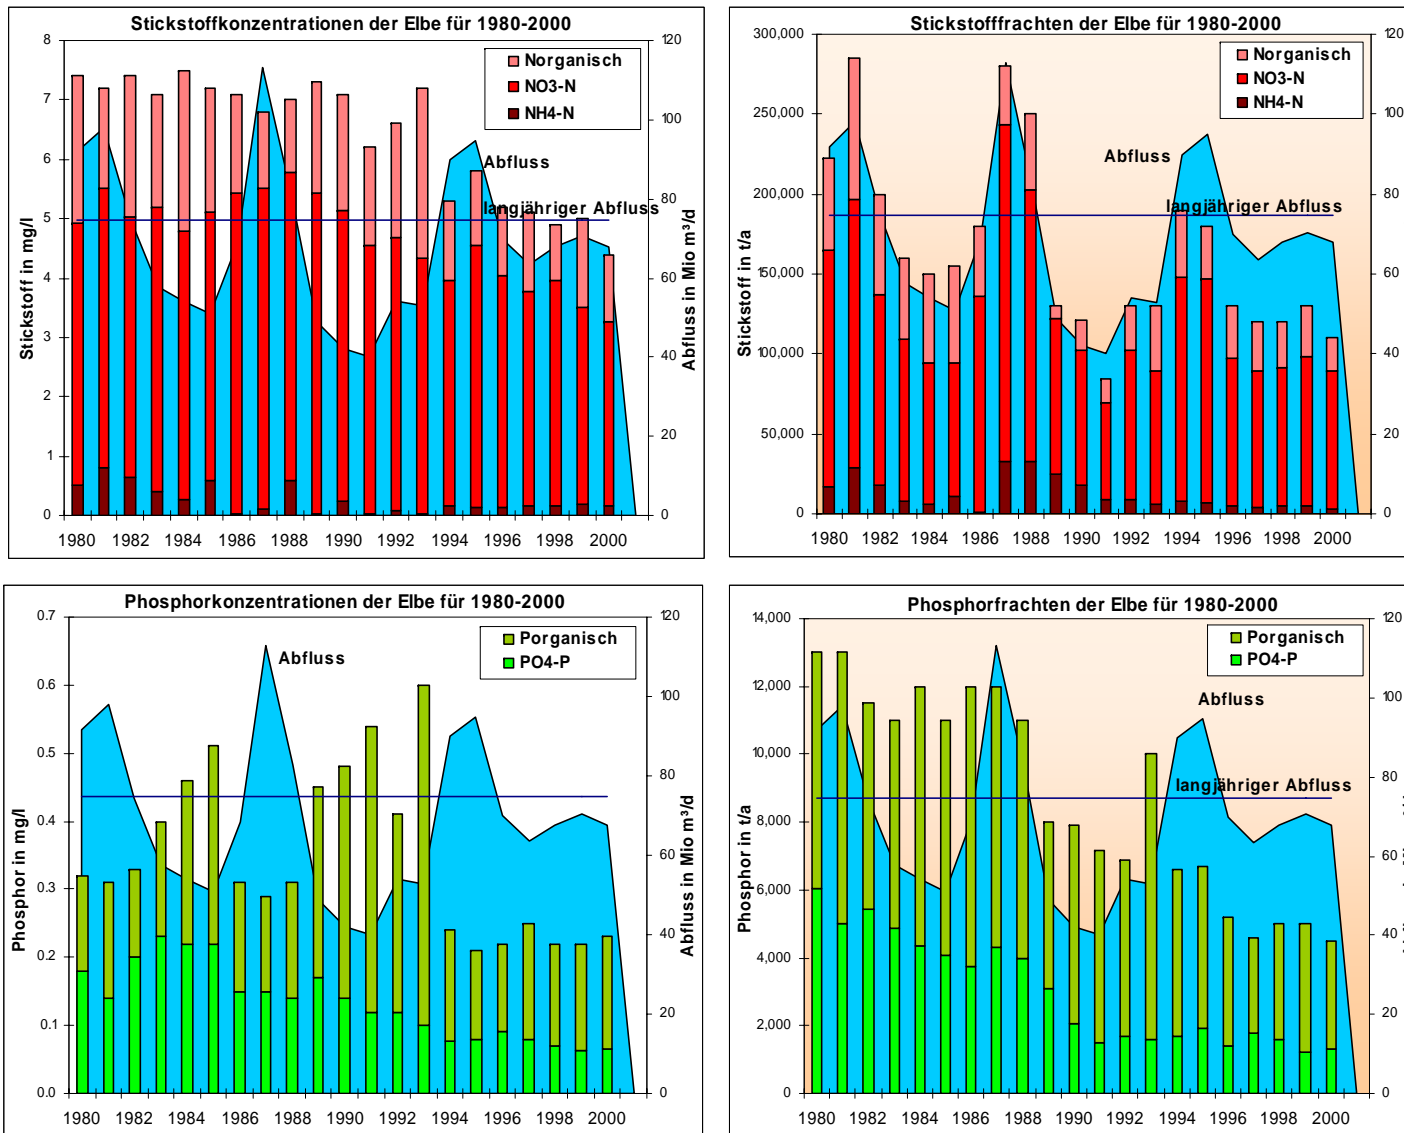 Stickstoffkonzentrationen der Elbe für 1980-2000
8
7
6
5
4
3
2
1
0
Stickstoff in mg/l
120
100
80
60
40
20
0
Abfluss in Mio m³/d
Norganisch
NO3-N
NH4-N
Abfluss
langjähriger Abfluss
1980 1982 1984 1986 1988 1990 1992 1994 1996 1998 2000
Stickstofffrachten der Elbe für 1980-2000
300,000
250,000
200,000
150,000
100,000
50,000
0
Stickstoff in t/a
120
100
80
60
40
20
0
Norganisch
NO3-N
NH4-N
Abfluss
langjähriger Abfluss
1980 1982 1984 1986 1988 1990 1992 1994 1996 1998 2000
Phosphorkonzentrationen der Elbe für 1980-2000
0.7
0.6
0.5
0.4
0.3
0.2
0.1
0.0
Phosphor in mg/l
120
100
80
60
40
20
0
Abfluss in Mio m³/d
Porganisch
PO4-P
Abfluss
1980 1982 1984 1986 1988 1990 1992 1994 1996 1998 2000
Phosphorfrachten der Elbe für 1980-2000
14,000
12,000
10,000
8,000
6,000
4,000
2,000
0
Phosphor in t/a
120
100
80
60
40
20
0
Porganisch
PO4-P
Abfluss
langjähriger Abfluss
1980 1982 1984 1986 1988 1990 1992 1994 1996 1998 2000